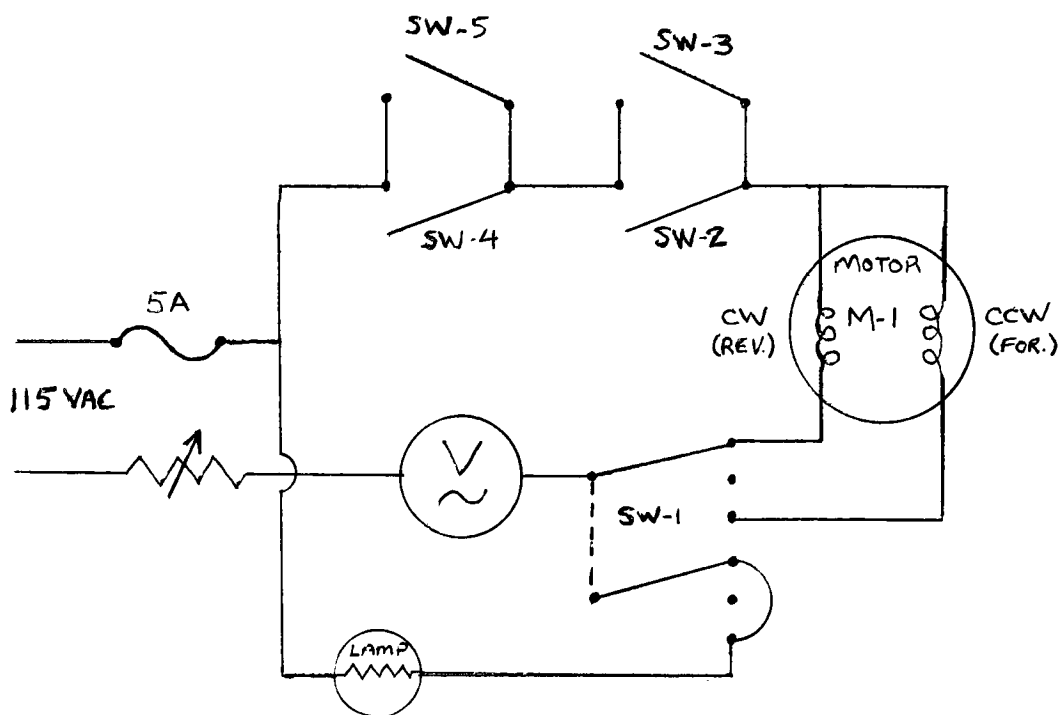 SW-5
SW-3
SW-4
SW-2
MOTOR
M-1
CW
(REV.)
CCW
(FOR.)
5A
115 VAC
V
SW-1
LAMP